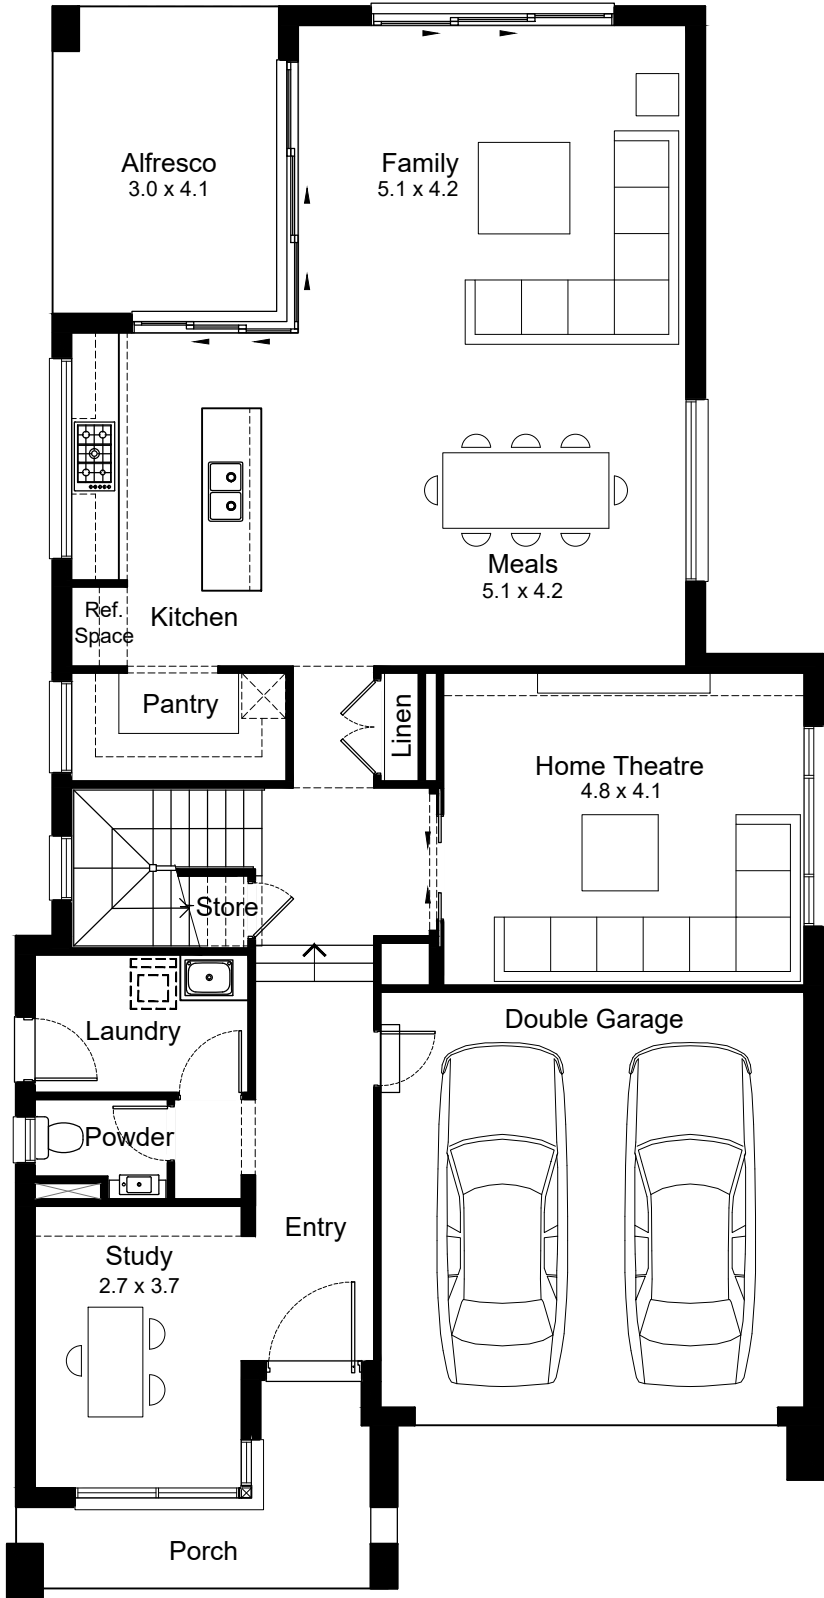 Alfresco
3.0 x 4.1
Family
5.1 x 4.2
Meals
5.1 x 4.2
Ref.
Space
Kitchen
Pantry
Linen
Home Theatre
4.8 x 4.1
Store
Laundry
Double Garage
Powder
Entry
Study
2.7 x 3.7
Porch